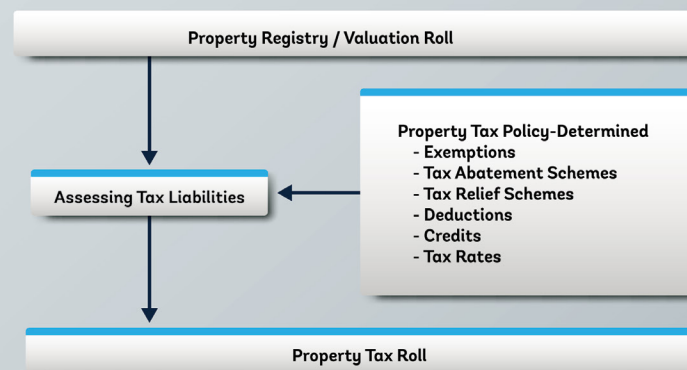 Property Registry / Valuation Roll
Property Tax Policy-Determined
- Exemptions
- Tax Abatement Schemes
- Tax Relief Schemes
- Deductions
- Credits
- Tax Rates
Assessing Tax Liabilities
Property Tax Roll